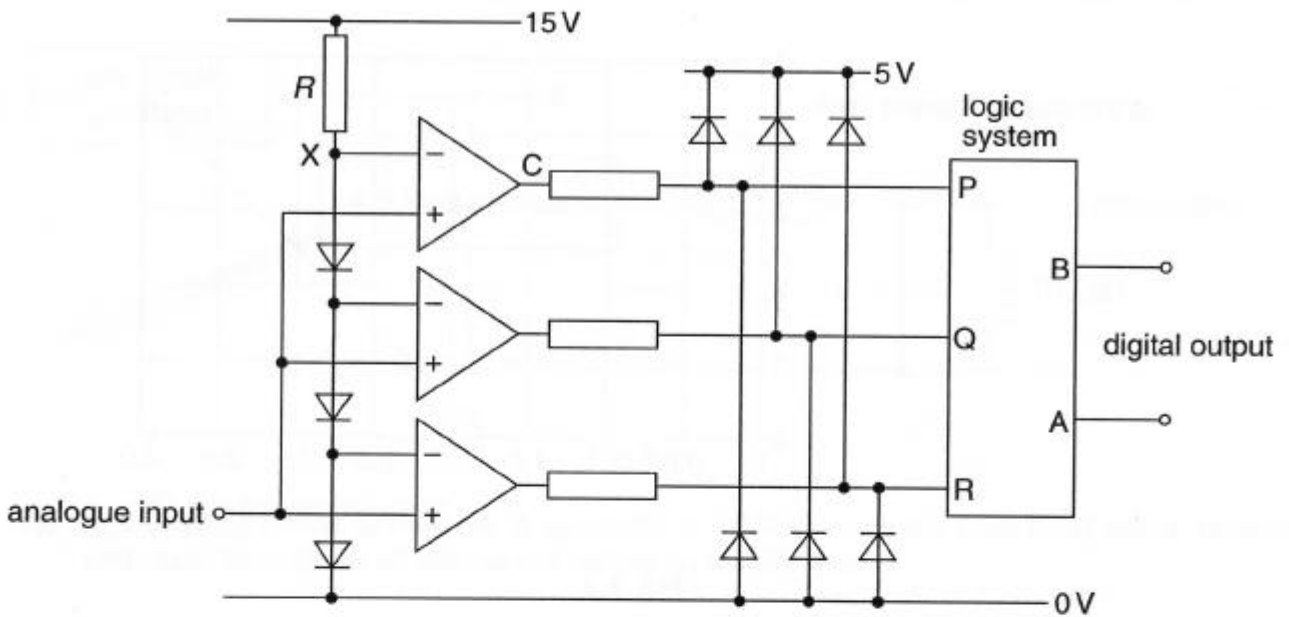 15 V
R
5 V
logic
system
X
−
C
P
+
B
−
Q
digital output
+
A
−
R
analogue input
+
0 V